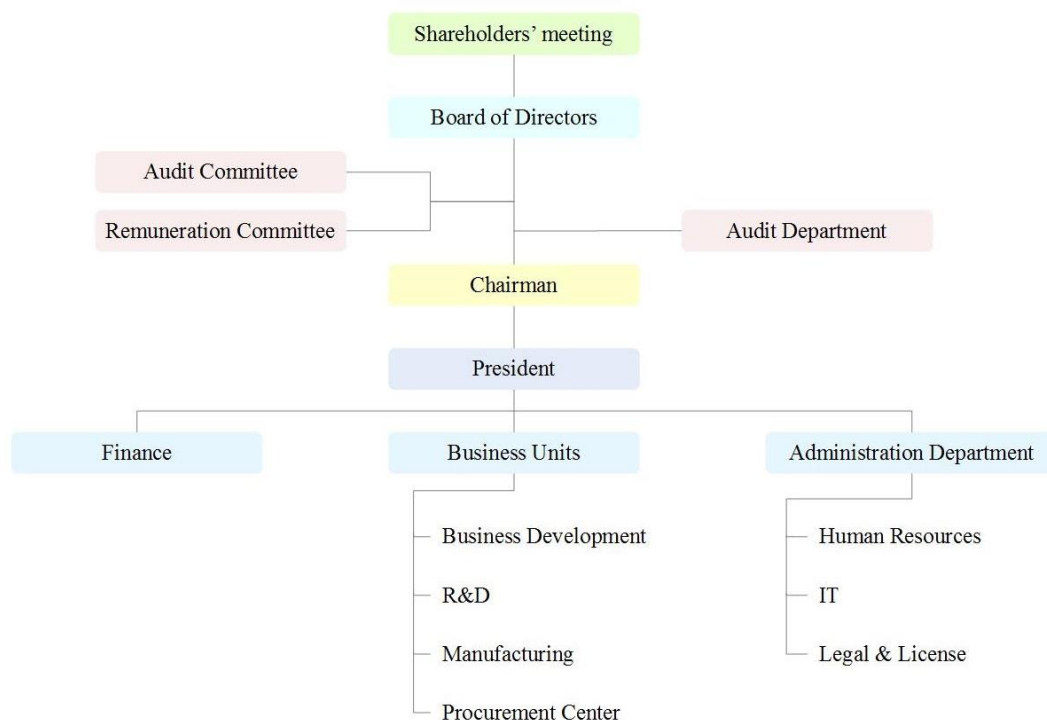 Shareholders’ meeting
Board of Directors
Audit Committee
Remuneration Committee
Audit Department
Chairman
President
Finance
Business Units
Administration Department
Business Development
Human Resources
R&D
IT
Manufacturing
Legal & License
Procurement Center